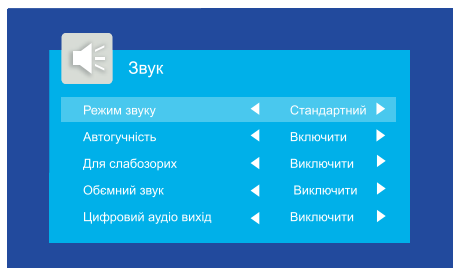 Звук
Режим звуку Стандартний
Автогучність Включити
Для слабозорих Виключити
Обємний звук Виключити
Цифровий аудіо вихід Виключити